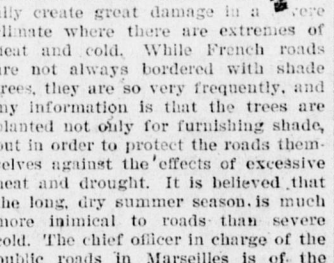 ally create great damage in a
climate where there are extremes of
heat and cold. While French roads
are not always bordered with shade
trees, they are so very frequently, and
my information is that the trees are
planted not only for furnishing shade,
but in order to protect the roads them-
selves against the effects of excessive
heat and drought. It is believed that
the long, dry summer season is much
more inimical to roads than severe
cold. The chief officer in charge of the
public roads in Marseilles is of the